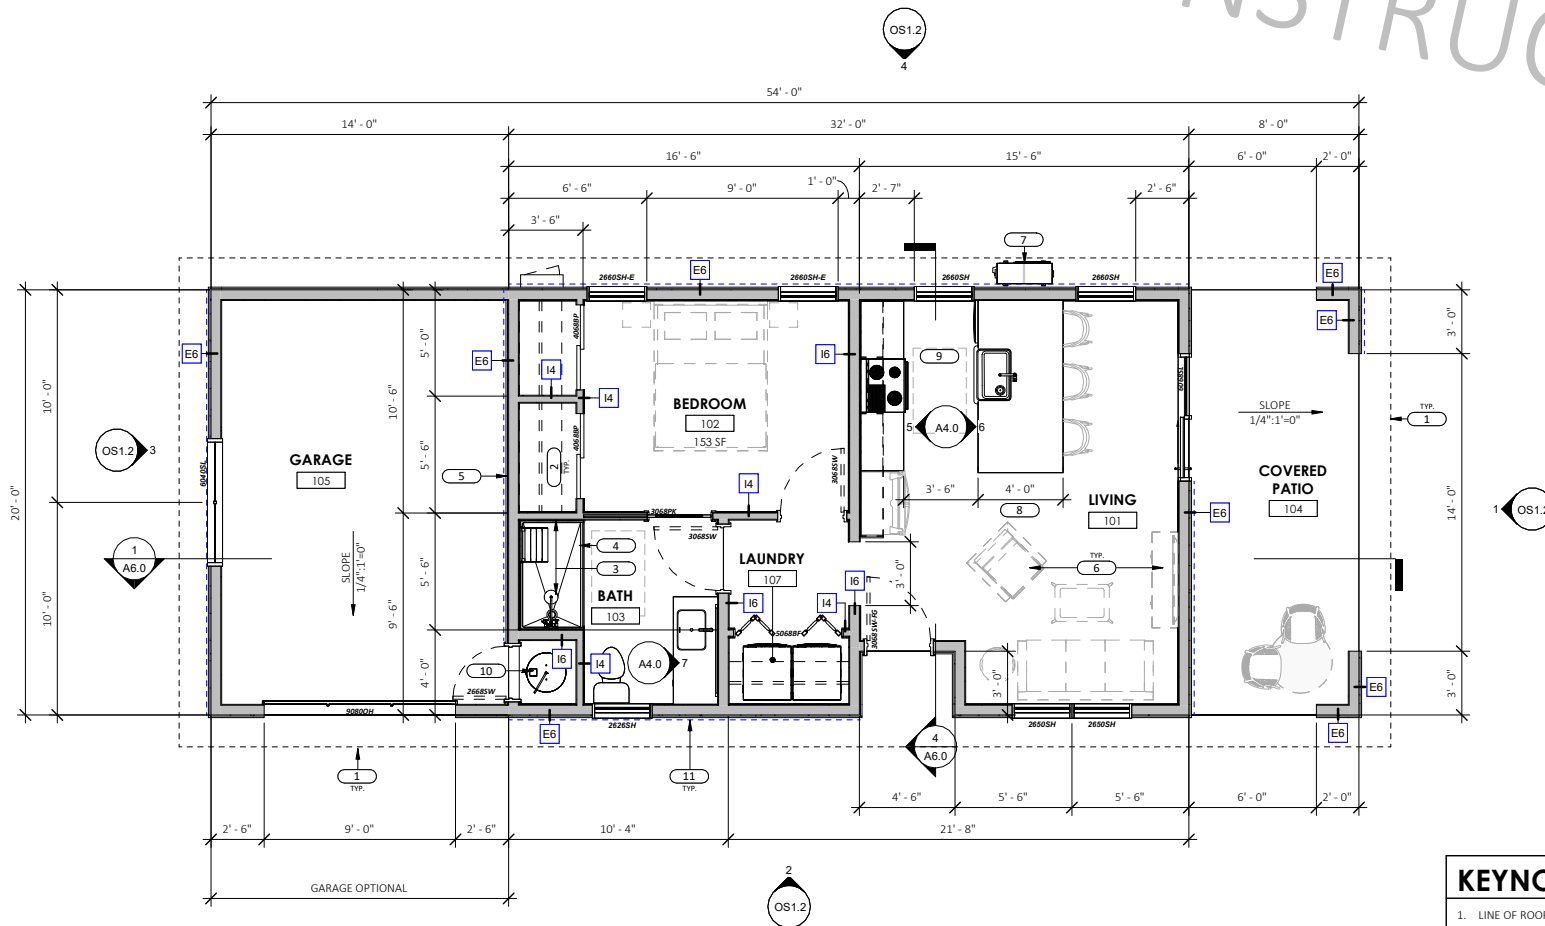 NSTRUC
OS1.2
4
54' - 0"
14' - 0"
32' - 0"
8' - 0"
16' - 6"
15' - 6"
6' - 0"
2' - 0"
6' - 6"
9' - 0"
1' - 0"
2' - 7"
2' - 6"
3' - 6"
7
2660SH-E
E6
2660SH-E
2660SH
2660SH
E6
E6
E6
E6
I6
9
I4
I4
4068BP
4068BP
6068SL
20' - 0"
10' - 0"
10' - 0"
10' - 6"
9' - 6"
5' - 0"
5' - 6"
5' - 6"
4' - 0"
3' - 0"
14' - 0"
3' - 0"
BEDROOM
102
153 SF
5
A4.0
6
SLOPE
1/4":1'=0"
TYP.
1
OS1.2
3
6040SL
GARAGE
105
5
2
TYP.
I4
3068SW
3' - 6"
4' - 0"
LIVING
101
8
COVERED
PATIO
104
E6
1
OS1.2
3068PK
3068SW
4
3
LAUNDRY
107
BATH
103
I6
I4
I6
3' - 0"
3068SW-FG
TYP.
6
1
A6.0
SLOPE
1/4":1'=0"
5068BF
I6
I4
A4.0
7
10
2668SW
3' - 0"
9080OH
E6
2626SH
2650SH
2650SH
E6
E6
4
A6.0
1
TYP.
11
TYP.
4' - 6"
5' - 6"
5' - 6"
6' - 0"
2' - 0"
2' - 6"
9' - 0"
2' - 6"
10' - 4"
21' - 8"
GARAGE OPTIONAL
2
OS1.2
KEYNO
1. LINE OF ROOF